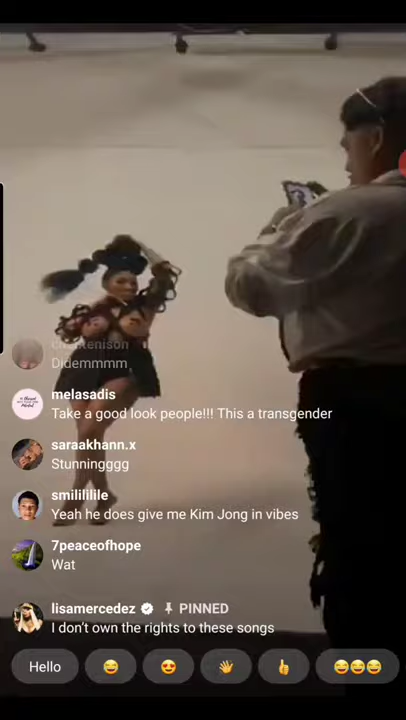 Didemmmm
melasadis
Take a good look people!!! This a transgender
saraakhann.x
Stunningggg
smilililile
Yeah he does give me Kim Jong in vibes
7peaceofhope
Wat
lisamercedez PINNED
I don't own the rights to these songs
Hello